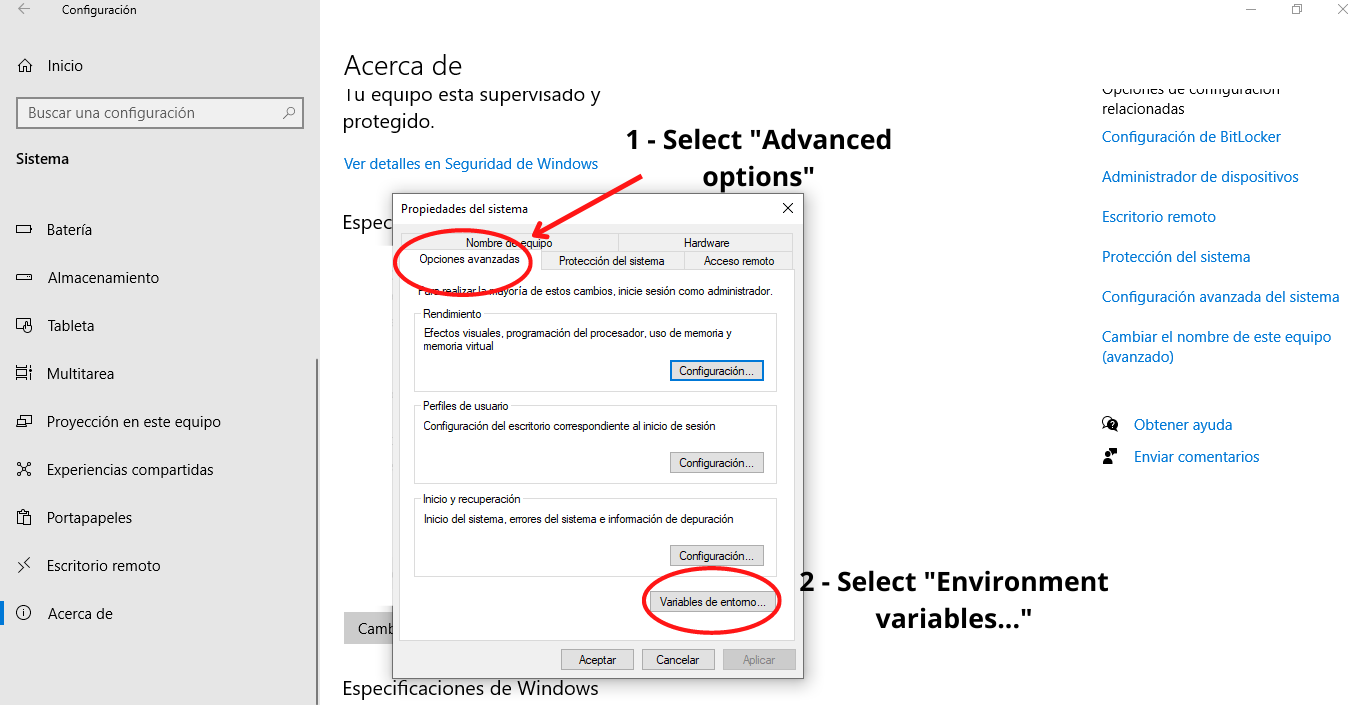 Configuración
Inicio
Buscar una configuración
Sistema
Batería
Almacenamiento
Tableta
Multitarea
Proyección en este equipo
Experiencias compartidas
Portapapeles
Escritorio remoto
Acerca de
Acerca de
Tu equipo está supervisado y
protegido.
Ver detalles en Seguridad de Windows
Espec
1 - Select "Advanced
options"
Propiedades del sistema
Nombre de equipo
Hardware
Opciones avanzadas
Protección del sistema
Acceso remoto
Para realizar la mayoría de estos cambios, inicie sesión como administrador.
Rendimiento
Efectos visuales, programación del procesador, uso de memoria y
memoria virtual
Configuración...
Perfiles de usuario
Configuración del escritorio correspondiente al inicio de sesión
Configuración...
Inicio y recuperación
Inicio del sistema, errores del sistema e información de depuración
Configuración...
Variables de entorno...
2 - Select "Environment
variables..."
Aceptar
Cancelar
Aplicar
Camb
Especificaciones de Windows
Opciones de configuración
relacionadas
Configuración de BitLocker
Administrador de dispositivos
Escritorio remoto
Protección del sistema
Configuración avanzada del sistema
Cambiar el nombre de este equipo
(avanzado)
Obtener ayuda
Enviar comentarios